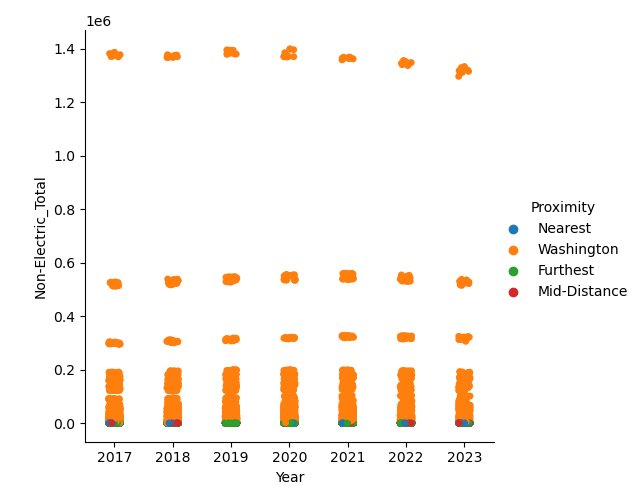 1e6
1.4
1.2
1.0
0.8
0.6
0.4
0.2
0.0
Non-Electric_Total
2017 2018 2019 2020 2021 2022 2023
Year
Proximity
Nearest
Washington
Furthest
Mid-Distance